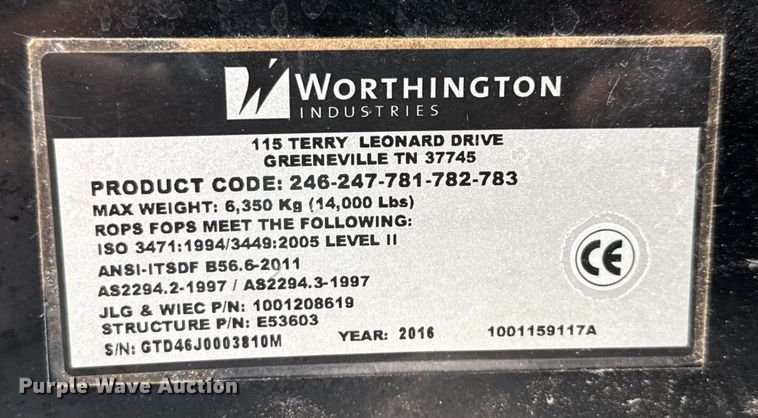 WORTHINGTON
INDUSTRIES
115 TERRY LEONARD DRIVE
GREENEVILLE TN 37745
PRODUCT CODE: 246-247-781-782-783
MAX WEIGHT: 6,350 Kg (14,000 Lbs)
ROPS FOPS MEET THE FOLLOWING:
ISO 3471:1994/3449:2005 LEVEL II
ANSI-ITSDF B56.6-2011
AS2294.2-1997 / AS2294.3-1997
CE
JLG & WIEC P/N: 1001208619
STRUCTURE P/N: E53603
S/N: GTD46J0003810M YEAR: 2016 1001159117A
Purple Wave Auction